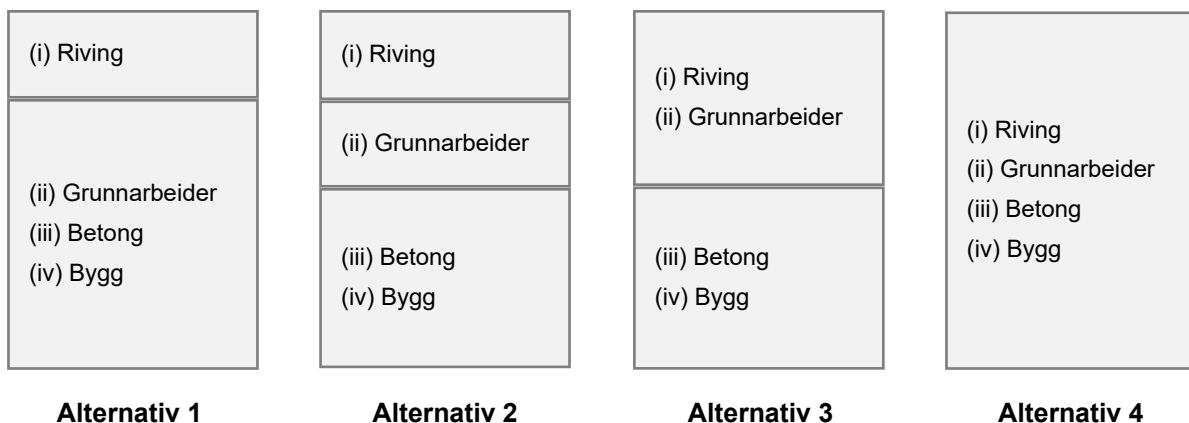 (i) Riving
(ii) Grunnarbeider
(iii) Betong
(iv) Bygg
Alternativ 1
(i) Riving
(ii) Grunnarbeider
(iii) Betong
(iv) Bygg
Alternativ 2
(i) Riving
(ii) Grunnarbeider
(iii) Betong
(iv) Bygg
Alternativ 3
(i) Riving
(ii) Grunnarbeider
(iii) Betong
(iv) Bygg
Alternativ 4